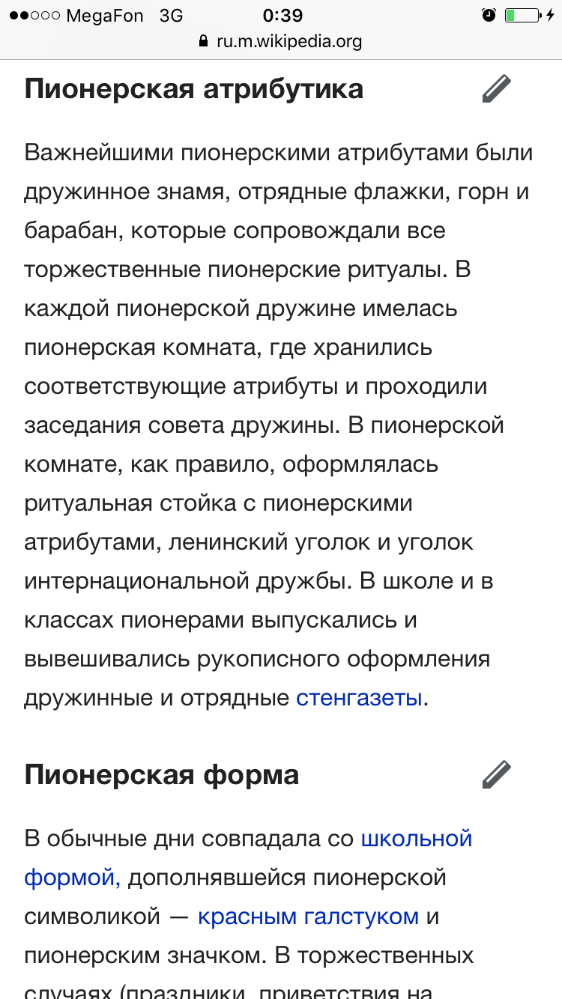 MegaFon 3G 0:39
ru.m.wikipedia.org
Пионерская атрибутика
Важнейшими пионерскими атрибутами были
дружинное знамя, отрядные флажки, горн и
барабан, которые сопровождали все
торжественные пионерские ритуалы. В
каждой пионерской дружине имелась
пионерская комната, где хранились
соответствующие атрибуты и проходили
заседания совета дружины. В пионерской
комнате, как правило, оформлялась
ритуальная стойка с пионерскими
атрибутами, ленинский уголок и уголок
интернациональной дружбы. В школе и в
классах пионерами выпускались и
вывешивались рукописного оформления
дружинные и отрядные стенгазеты.
Пионерская форма
В обычные дни совпадала со школьной
формой, дополнявшейся пионерской
символикой — красным галстуком и
пионерским значком. В торжественных
случаях (праздники, приветствия на